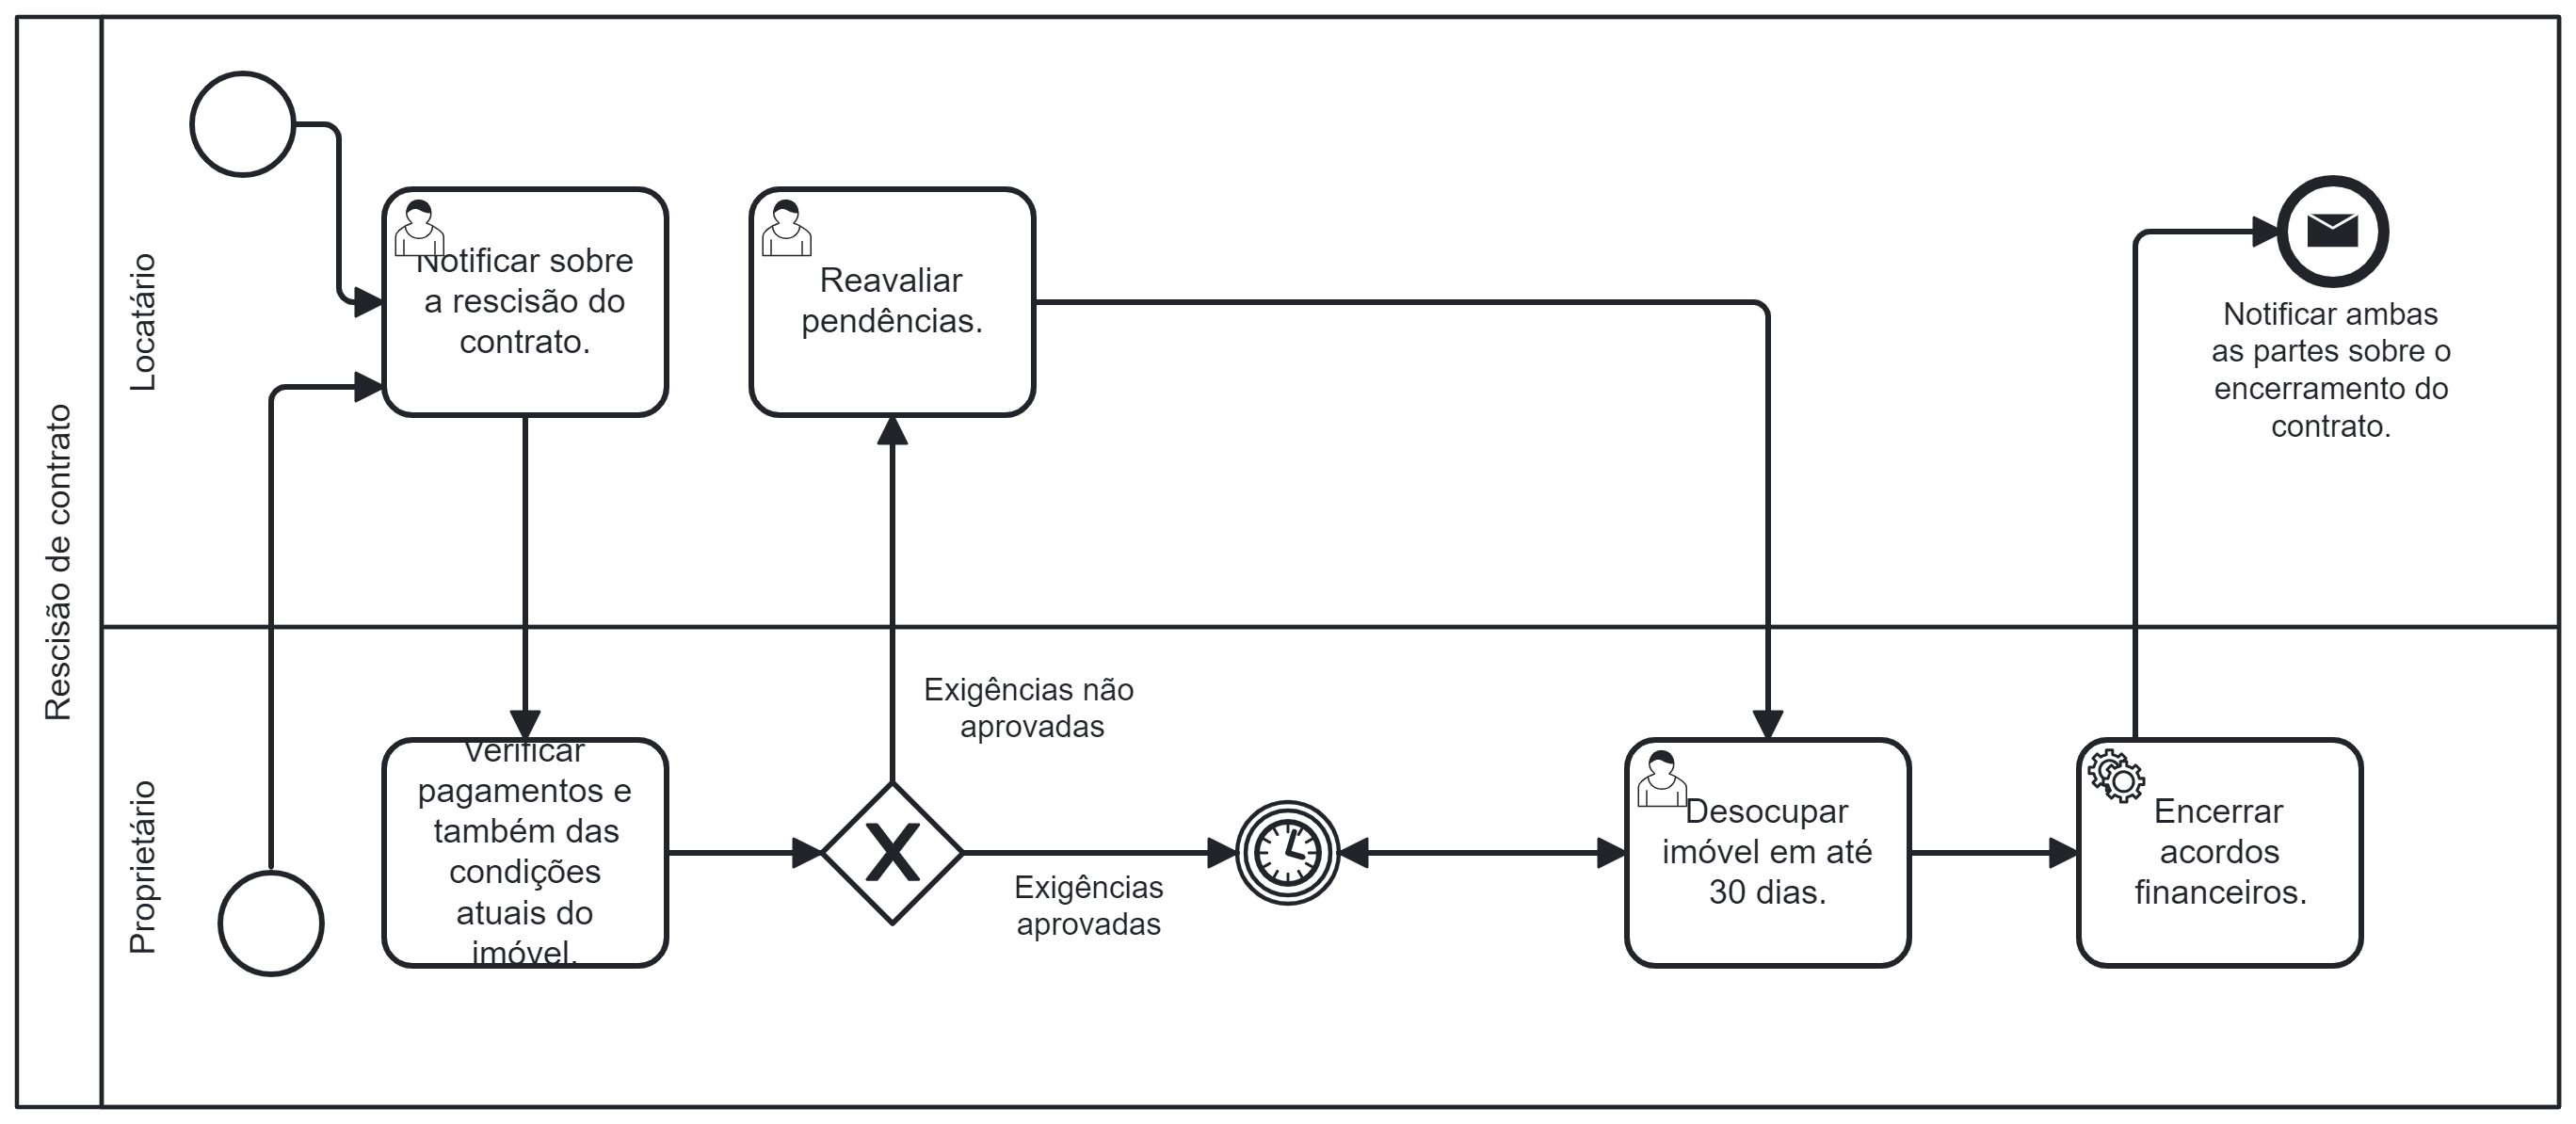 Rescisão de contrato
Locatário
Notificar sobre
a rescisão do
contrato.
Reavaliar
pendências.
Notificar ambas
as partes sobre o
encerramento do
contrato.
Proprietário
Verificar
pagamentos e
também das
condições
atuais do
imóvel.
Exigências não
aprovadas
Exigências
aprovadas
Desocupar
imóvel em até
30 dias.
Encerrar
acordos
financeiros.